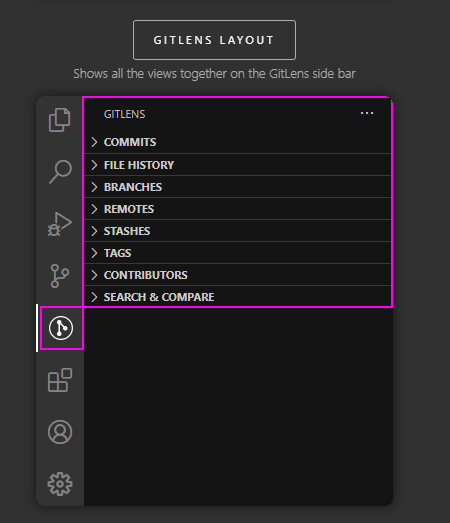 GITLENS LAYOUT
Shows all the views together on the GitLens side bar
GITLENS
COMMITS
FILE HISTORY
BRANCHES
REMOTES
STASHES
TAGS
CONTRIBUTORS
SEARCH & COMPARE